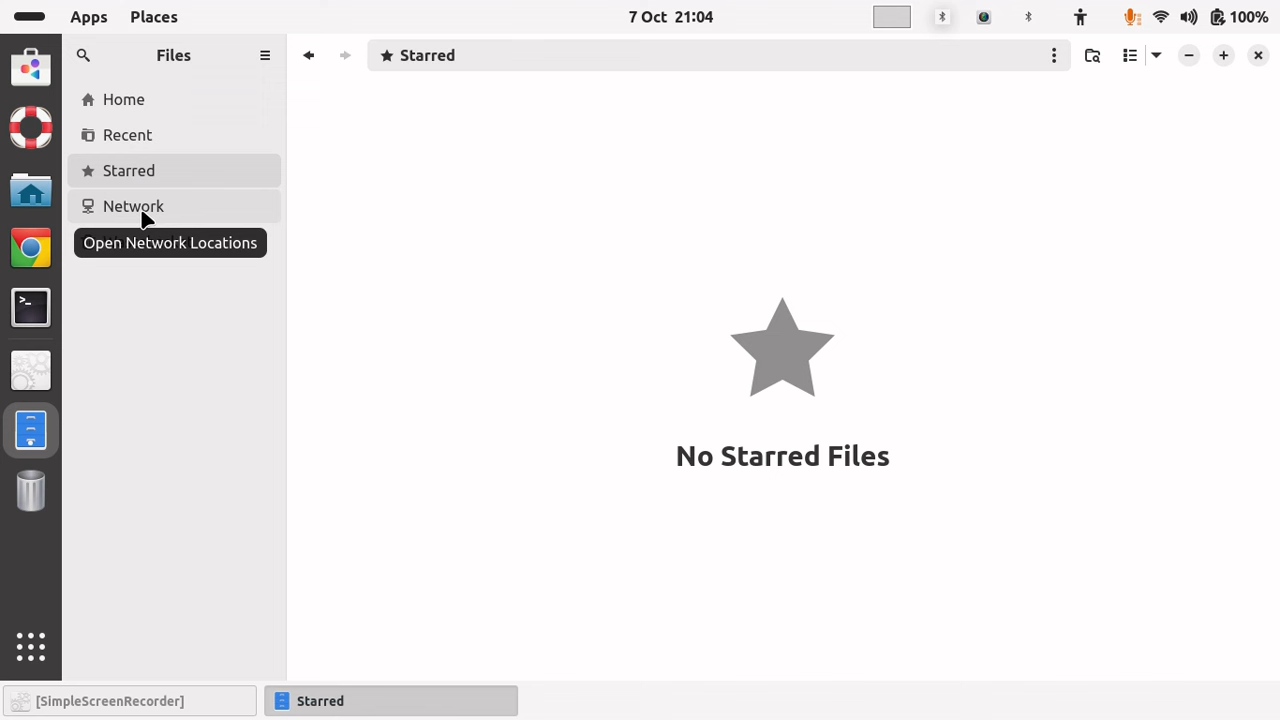 Apps Places 7 Oct 21:04 100%
Files
Starred
Home
Recent
Starred
Network
Open Network Locations
No Starred Files
[SimpleScreenRecorder] Starred